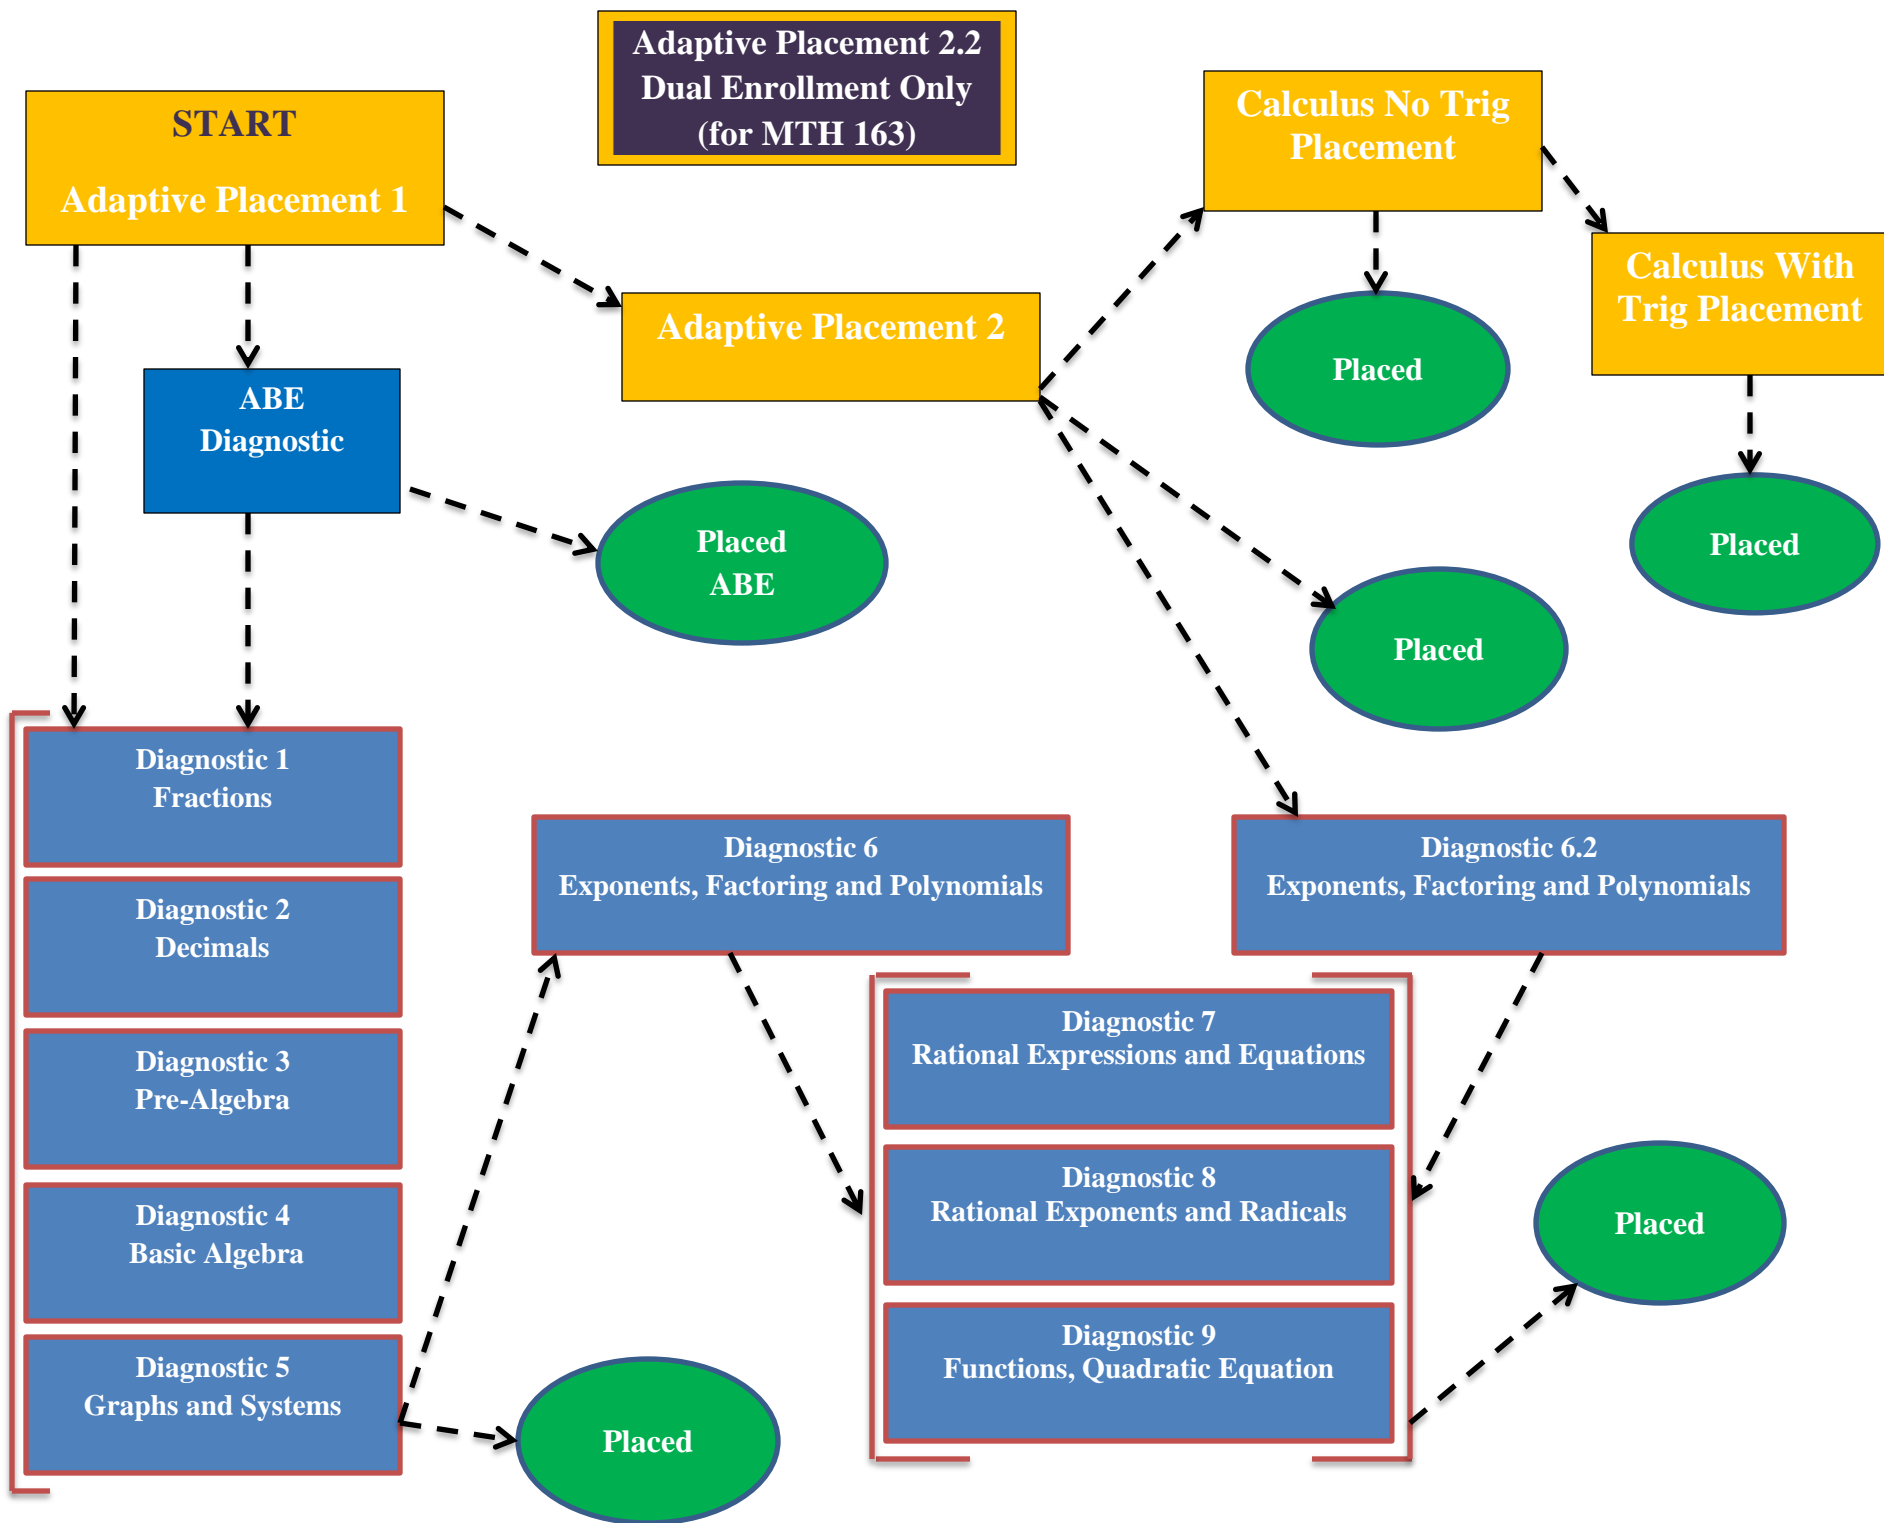 Adaptive Placement 2.2
Dual Enrollment Only
(for MTH 163)
START
Adaptive Placement 1
Calculus No Trig
Placement
Calculus With
Trig Placement
Adaptive Placement 2
Placed
ABE
Diagnostic
Placed
ABE
Placed
Placed
Diagnostic 1
Fractions
Diagnostic 2
Decimals
Diagnostic 3
Pre-Algebra
Diagnostic 4
Basic Algebra
Diagnostic 5
Graphs and Systems
Diagnostic 6
Exponents, Factoring and Polynomials
Diagnostic 6.2
Exponents, Factoring and Polynomials
Diagnostic 7
Rational Expressions and Equations
Diagnostic 8
Rational Exponents and Radicals
Diagnostic 9
Functions, Quadratic Equation
Placed
Placed